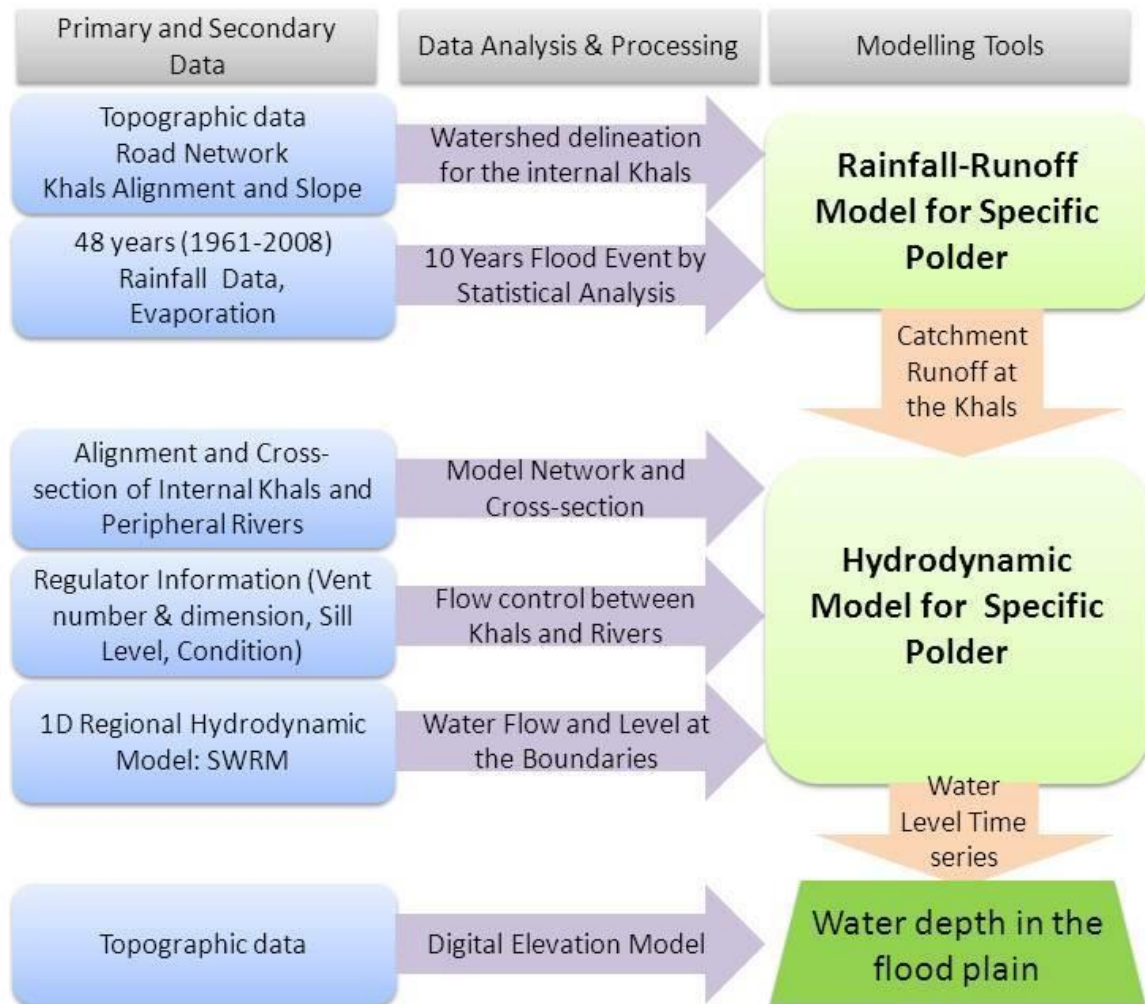 Primary and Secondary
Data
Data Analysis & Processing
Modelling Tools
Topographic data
Road Network
Khals Alignment and Slope
Watershed delineation
for the internal Khals
48 years (1961-2008)
Rainfall Data,
Evaporation
10 Years Flood Event by
Statistical Analysis
Rainfall-Runoff
Model for Specific
Polder
Catchment
Runoff at
the Khals
Alignment and Cross-
section of Internal Khals and
Peripheral Rivers
Model Network and
Cross-section
Regulator Information (Vent
number & dimension, Sill
Level, Condition)
Flow control between
Khals and Rivers
1D Regional Hydrodynamic
Model: SWRM
Water Flow and Level at
the Boundaries
Hydrodynamic
Model for Specific
Polder
Water
Level Time
series
Topographic data
Digital Elevation Model
Water depth in the
flood plain